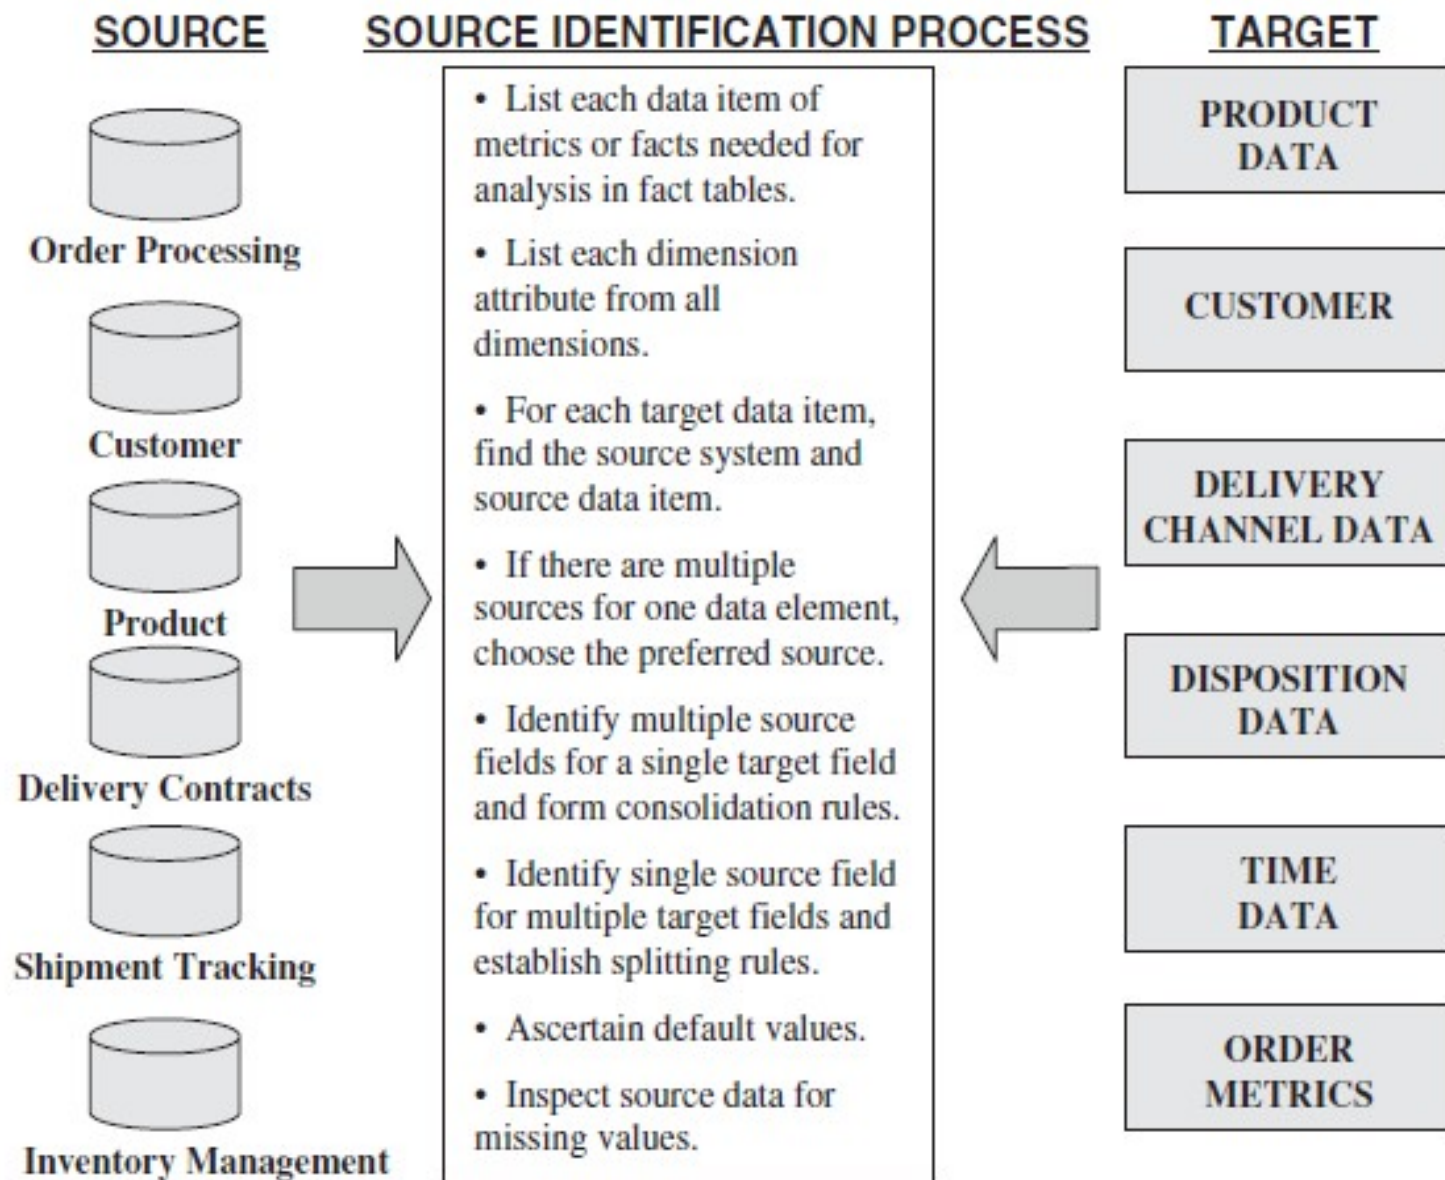 SOURCE
Order Processing
Customer
Product
Delivery Contracts
Shipment Tracking
Inventory Management
SOURCE IDENTIFICATION PROCESS
• List each data item of
metrics or facts needed for
analysis in fact tables.
• List each dimension
attribute from all
dimensions.
• For each target data item,
find the source system and
source data item.
• If there are multiple
sources for one data element,
choose the preferred source.
• Identify multiple source
fields for a single target field
and form consolidation rules.
• Identify single source field
for multiple target fields and
establish splitting rules.
• Ascertain default values.
• Inspect source data for
missing values.
TARGET
PRODUCT
DATA
CUSTOMER
DELIVERY
CHANNEL DATA
DISPOSITION
DATA
TIME
DATA
ORDER
METRICS